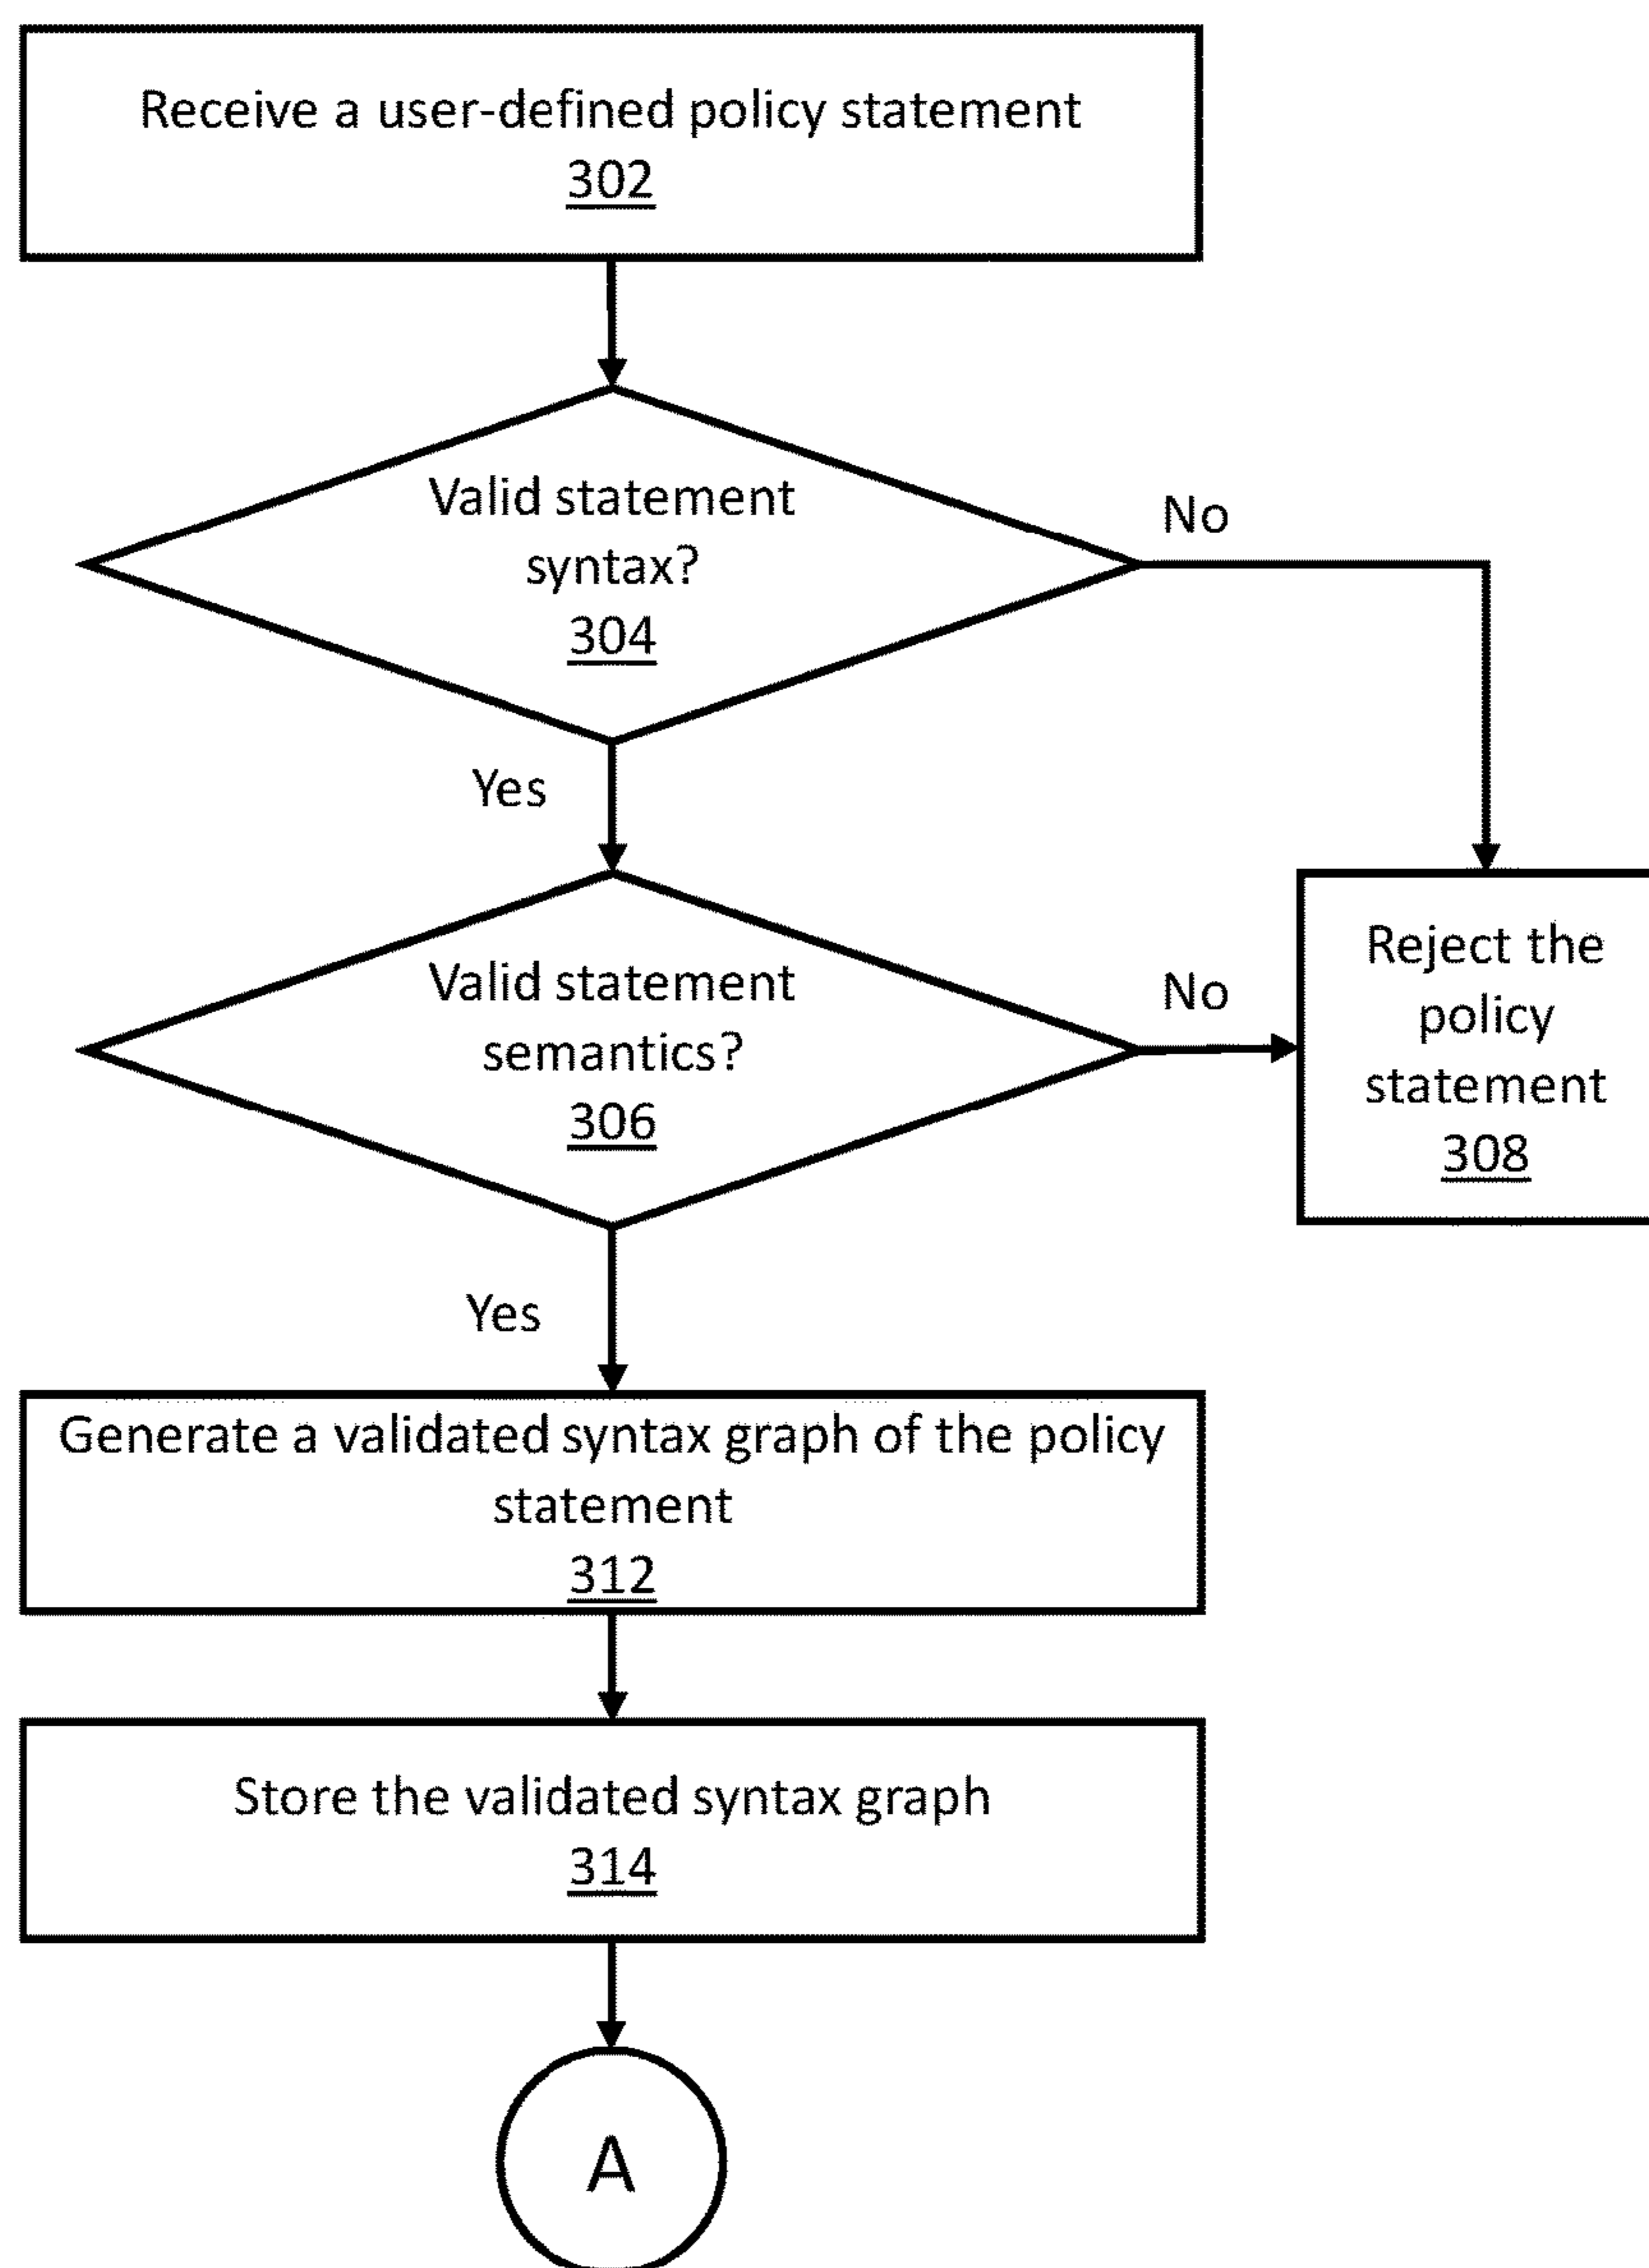 Receive a user-defined policy statement
302
Valid statement
syntax?
304
No
Yes
Valid statement
semantics?
306
No
Reject the
policy
statement
308
Yes
Generate a validated syntax graph of the policy
statement
312
Store the validated syntax graph
314
A